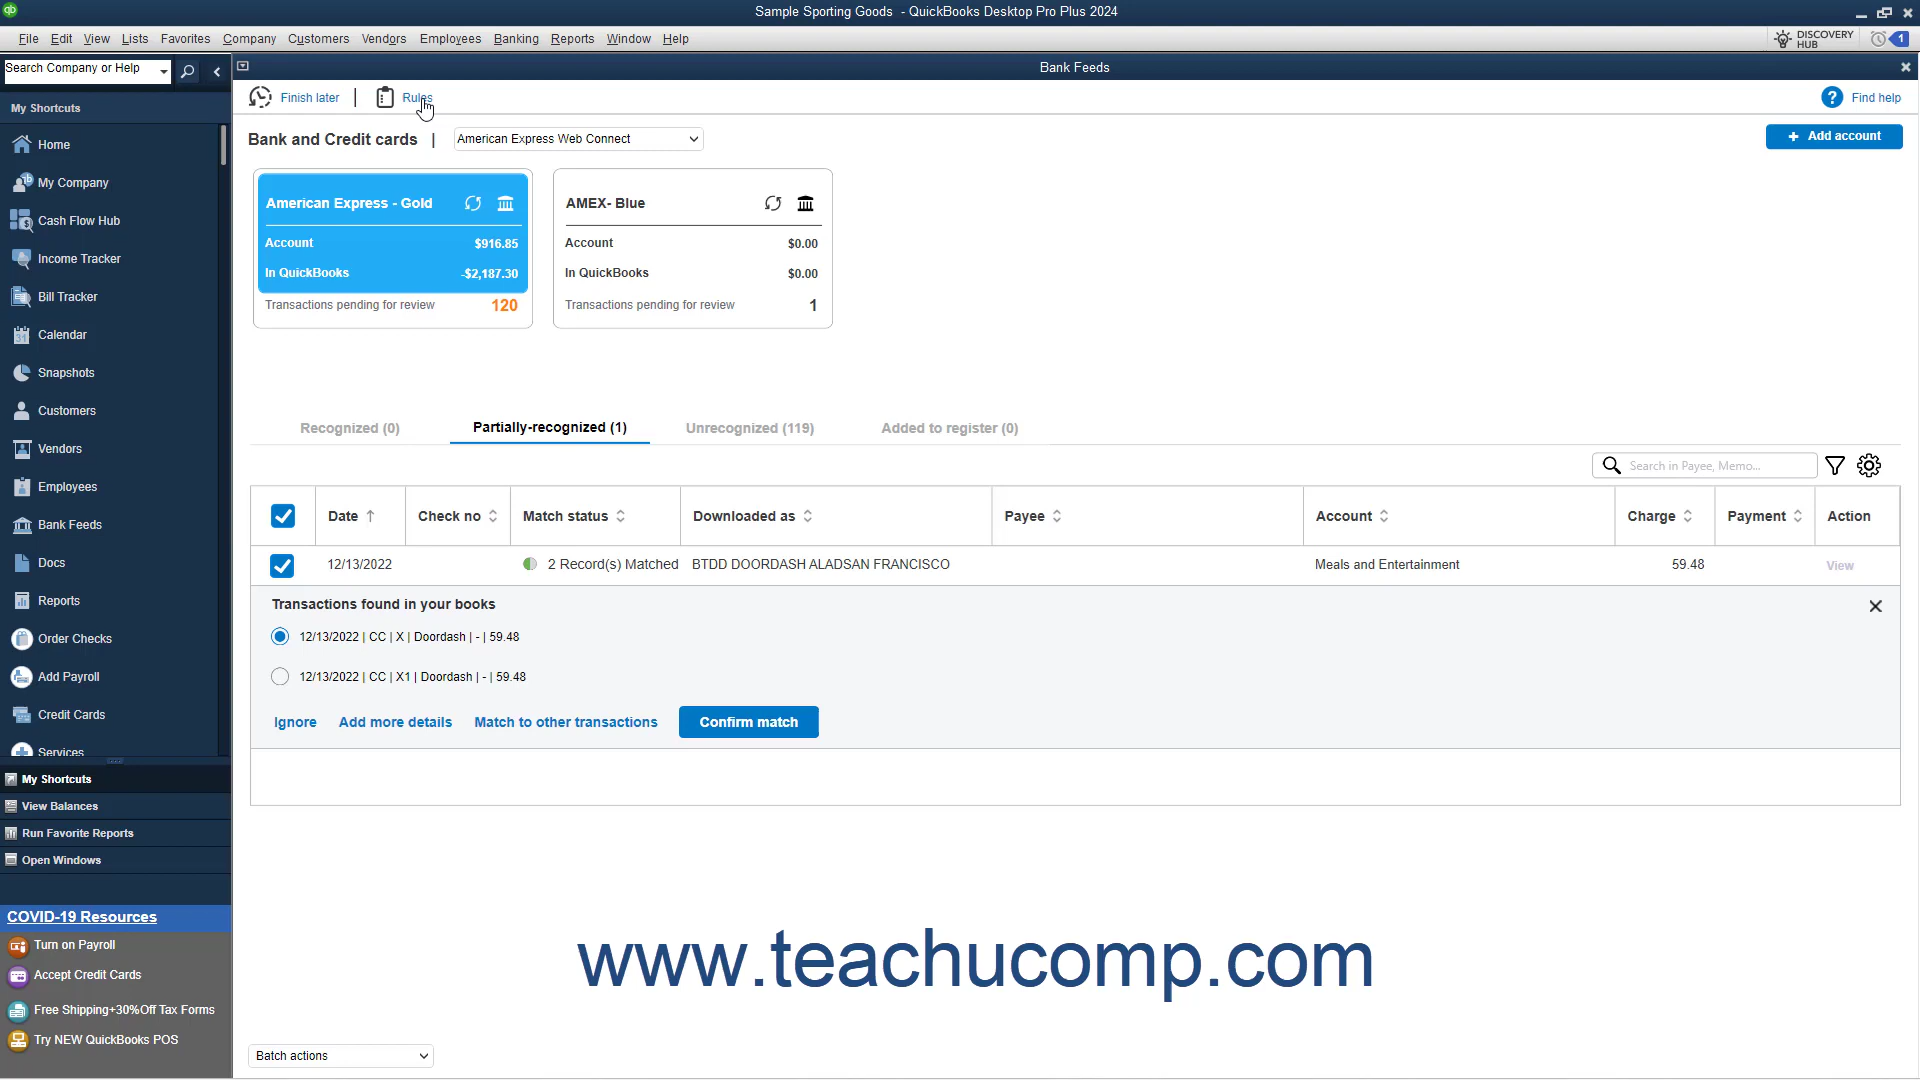 Sample Sporting Goods - QuickBooks Desktop Pro Plus 2024
File Edit View Lists Favorites Company Customers Vendors Employees Banking Reports Window Help
DISCOVERY HUB 1
Search Company or Help
Bank Feeds
My Shortcuts
Home
My Company
Cash Flow Hub
Income Tracker
Bill Tracker
Calendar
Snapshots
Customers
Vendors
Employees
Bank Feeds
Docs
Reports
Order Checks
Add Payroll
Credit Cards
Services
My Shortcuts
View Balances
Run Favorite Reports
Open Windows
COVID-19 Resources
Turn on Payroll
Accept Credit Cards
Free Shipping+30%Off Tax Forms
Try NEW QuickBooks POS
Finish later | Rules
? Find help
Bank and Credit cards | American Express Web Connect
+ Add account
American Express - Gold
Account $916.85
In QuickBooks -$2,187.30
Transactions pending for review 120
AMEX- Blue
Account $0.00
In QuickBooks $0.00
Transactions pending for review 1
Recognized (0) Partially-recognized (1) Unrecognized (119) Added to register (0)
Search in Payee, Memo...
Date Check no Match status Downloaded as Payee Account Charge Payment Action
12/13/2022 2 Record(s) Matched BTDD DOORDASH ALADSAN FRANCISCO Meals and Entertainment 59.48 View
Transactions found in your books
12/13/2022 | CC | X | Doordash | - | 59.48
12/13/2022 | CC | X1 | Doordash | - | 59.48
Ignore Add more details Match to other transactions Confirm match
www.teachucomp.com
Batch actions